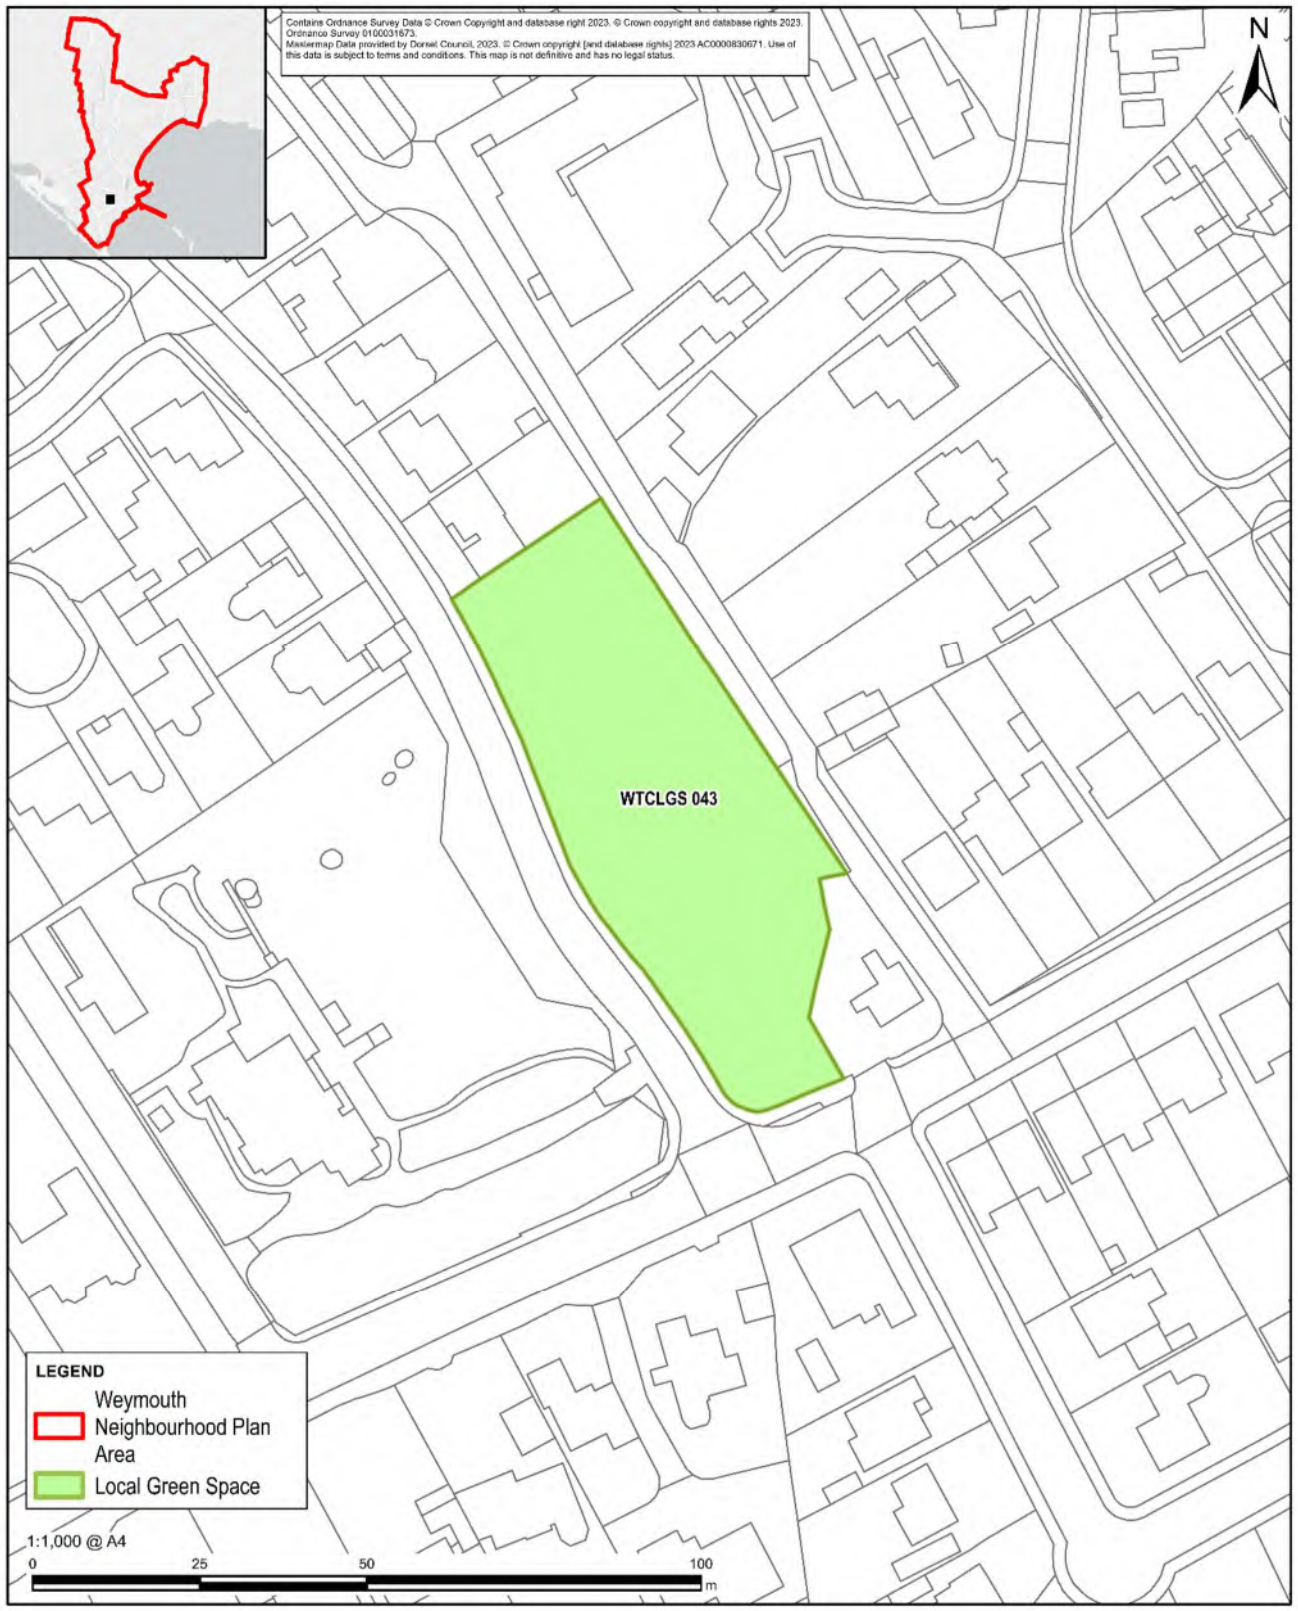 Contains Ordnance Survey Data © Crown Copyright and database right 2023. © Crown copyright and database rights 2023.
Ordnance Survey 0100031673.
Mastermap Data provided by Dorset Council, 2023. © Crown copyright [and database rights] 2023 AC0000830671. Use of
this data is subject to terms and conditions. This map is not definitive and has no legal status.
N
WTCLGS 043
LEGEND
Weymouth
Neighbourhood Plan
Area
Local Green Space
1:1,000 @ A4
0 25 50 100
m